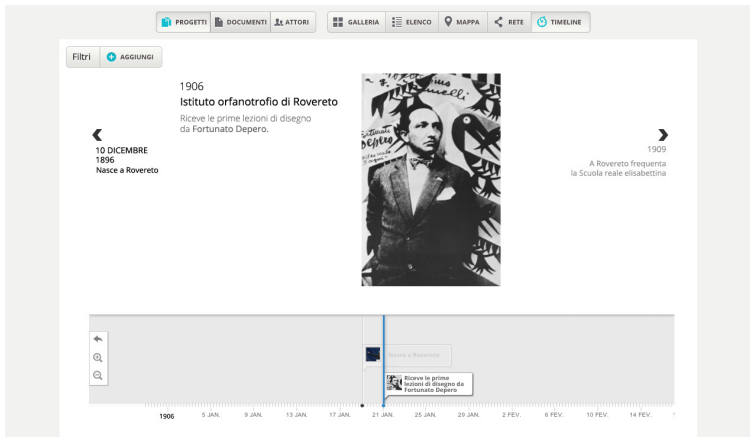 PROGETTI DOCUMENTI ATTORI GALLERIA ELENCO MAPPA RETE TIMELINE
Filtri AGGIUNGI
1906
Istituto orfanotrofio di Rovereto
Riceve le prime lezioni di disegno
da Fortunato Depero.
10 DICEMBRE
1896
Nasce a Rovereto
1909
A Rovereto frequenta
la Scuola reale elisabettina
Nasce a Rovereto
Riceve le prime
lezioni di disegno da
Fortunato Depero
1906 5 JAN. 9 JAN. 13 JAN. 17 JAN. 21 JAN. 25 JAN. 29 JAN. 2 FEV. 6 FEV. 10 FEV. 14 FEV.